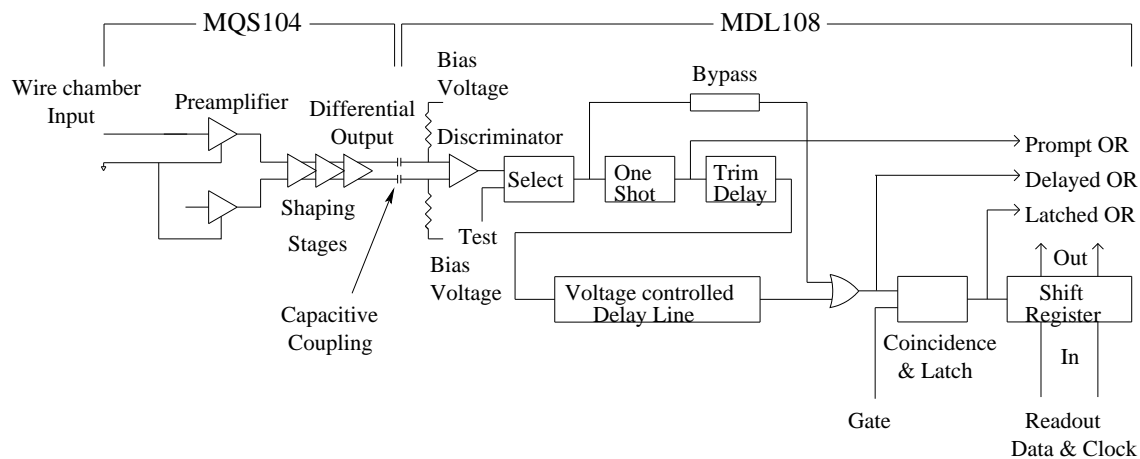 MQS104
MDL108
Wire chamber
Input
Preamplifier
Differential
Output
Bias
Voltage
Discriminator
Bypass
Select
One
Shot
Trim
Delay
Prompt OR
Delayed OR
Latched OR
Shaping
Stages
Test
Bias
Voltage
Capacitive
Coupling
Voltage controlled
Delay Line
Out
Shift
Register
Coincidence
& Latch
In
Gate
Readout
Data & Clock